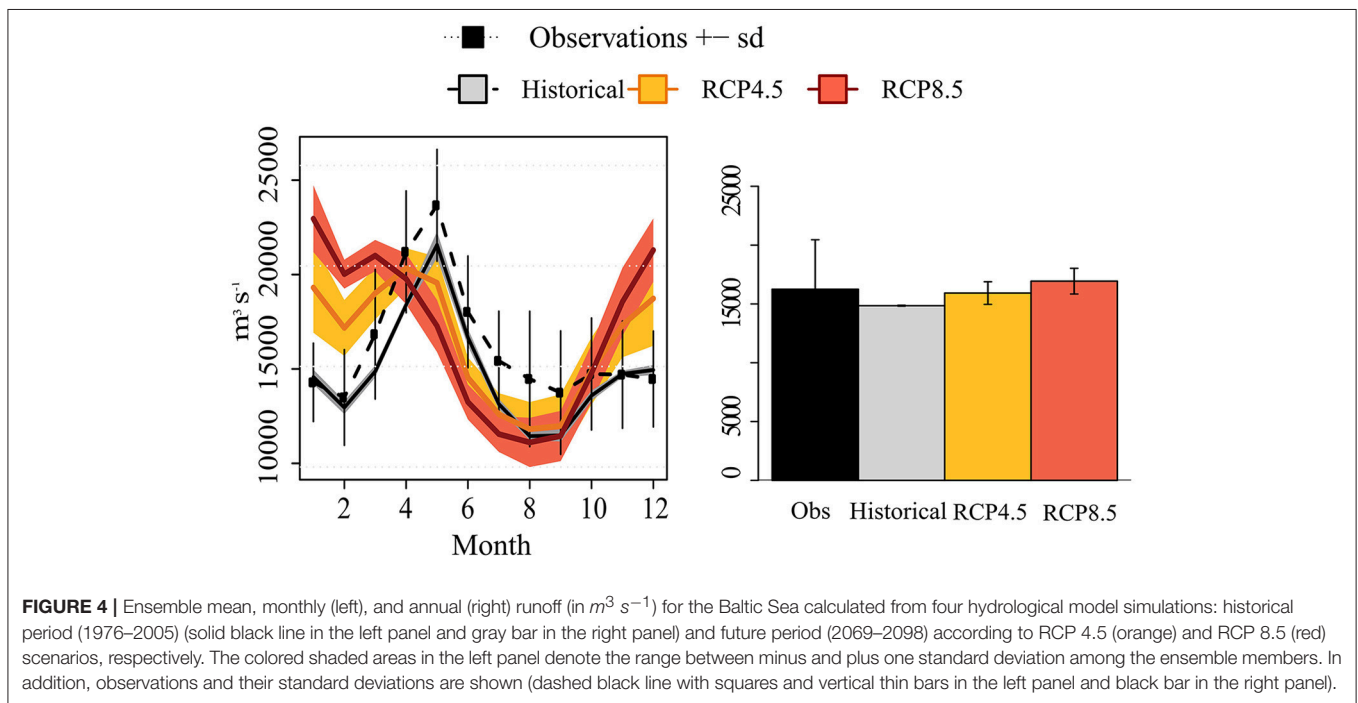 Observations +− sd
Historical RCP4.5 RCP8.5
25000
20000
15000
10000
m³ s⁻¹
2 4 6 8 10 12
Month
25000
15000
5000
0
Obs Historical RCP4.5 RCP8.5
FIGURE 4 | Ensemble mean, monthly (left), and annual (right) runoff (in m³ s⁻¹) for the Baltic Sea calculated from four hydrological model simulations: historical
period (1976–2005) (solid black line in the left panel and gray bar in the right panel) and future period (2069–2098) according to RCP 4.5 (orange) and RCP 8.5 (red)
scenarios, respectively. The colored shaded areas in the left panel denote the range between minus and plus one standard deviation among the ensemble members. In
addition, observations and their standard deviations are shown (dashed black line with squares and vertical thin bars in the left panel and black bar in the right panel).